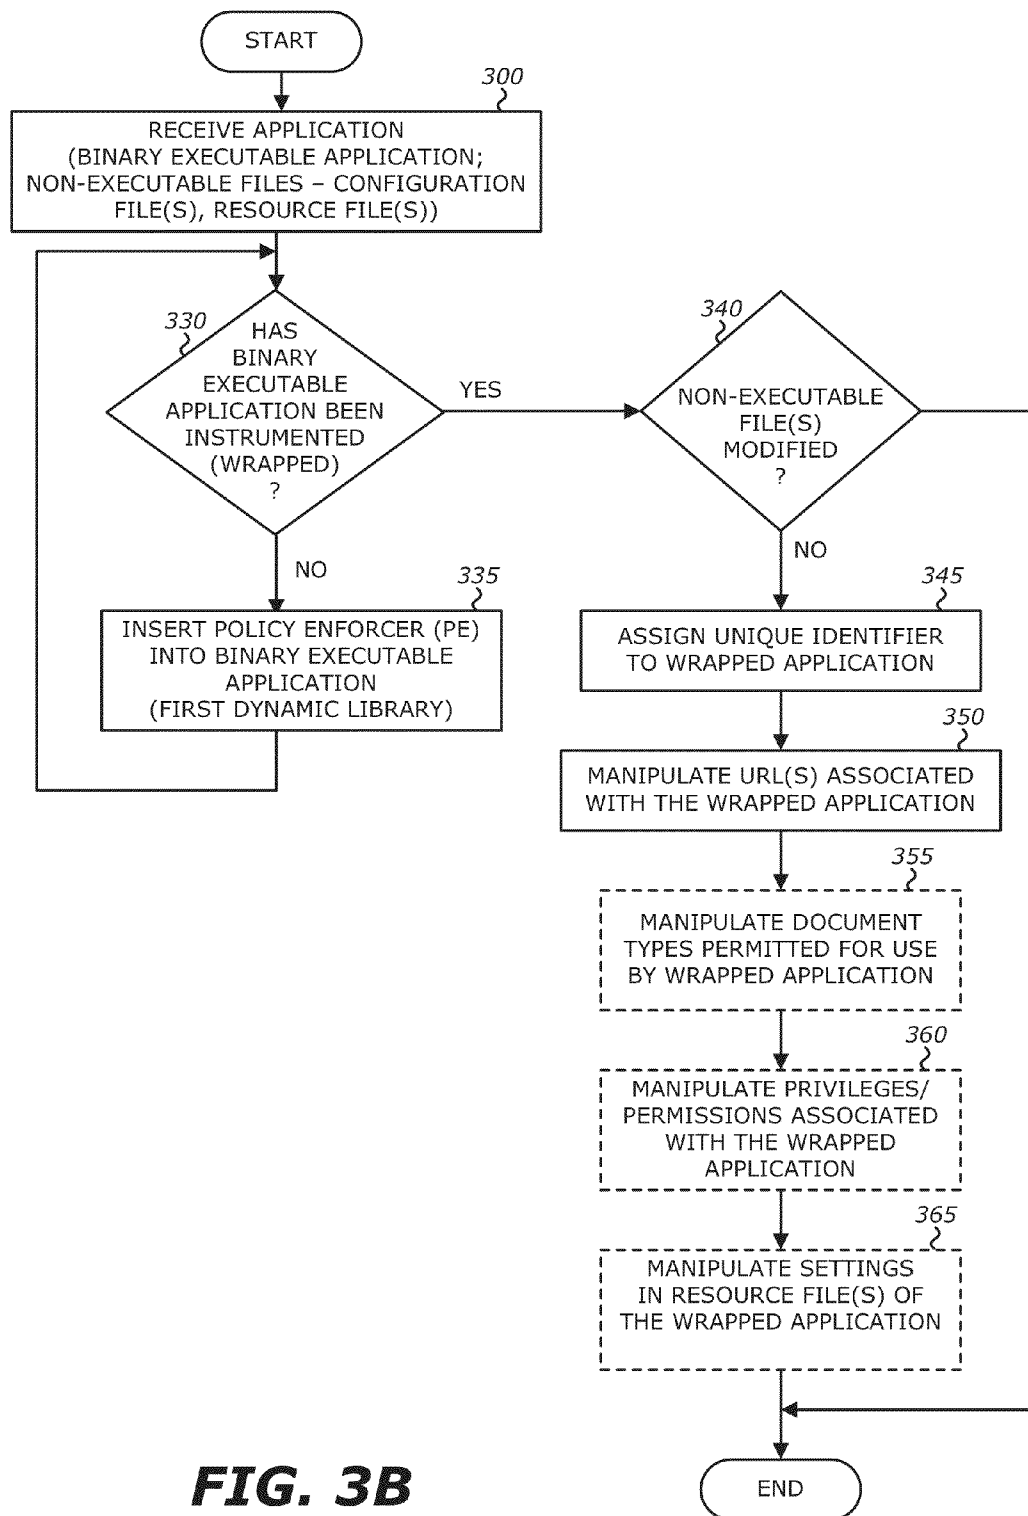 START
300
RECEIVE APPLICATION
(BINARY EXECUTABLE APPLICATION;
NON-EXECUTABLE FILES – CONFIGURATION
FILE(S), RESOURCE FILE(S))
330
HAS
BINARY
EXECUTABLE
APPLICATION BEEN
INSTRUMENTED
(WRAPPED)
?
YES
NO
335
INSERT POLICY ENFORCER (PE)
INTO BINARY EXECUTABLE
APPLICATION
(FIRST DYNAMIC LIBRARY)
340
NON-EXECUTABLE
FILE(S)
MODIFIED
?
NO
345
ASSIGN UNIQUE IDENTIFIER
TO WRAPPED APPLICATION
350
MANIPULATE URL(S) ASSOCIATED
WITH THE WRAPPED APPLICATION
355
MANIPULATE DOCUMENT
TYPES PERMITTED FOR USE
BY WRAPPED APPLICATION
360
MANIPULATE PRIVILEGES/
PERMISSIONS ASSOCIATED
WITH THE WRAPPED
APPLICATION
365
MANIPULATE SETTINGS
IN RESOURCE FILE(S) OF
THE WRAPPED APPLICATION
END
FIG. 3B